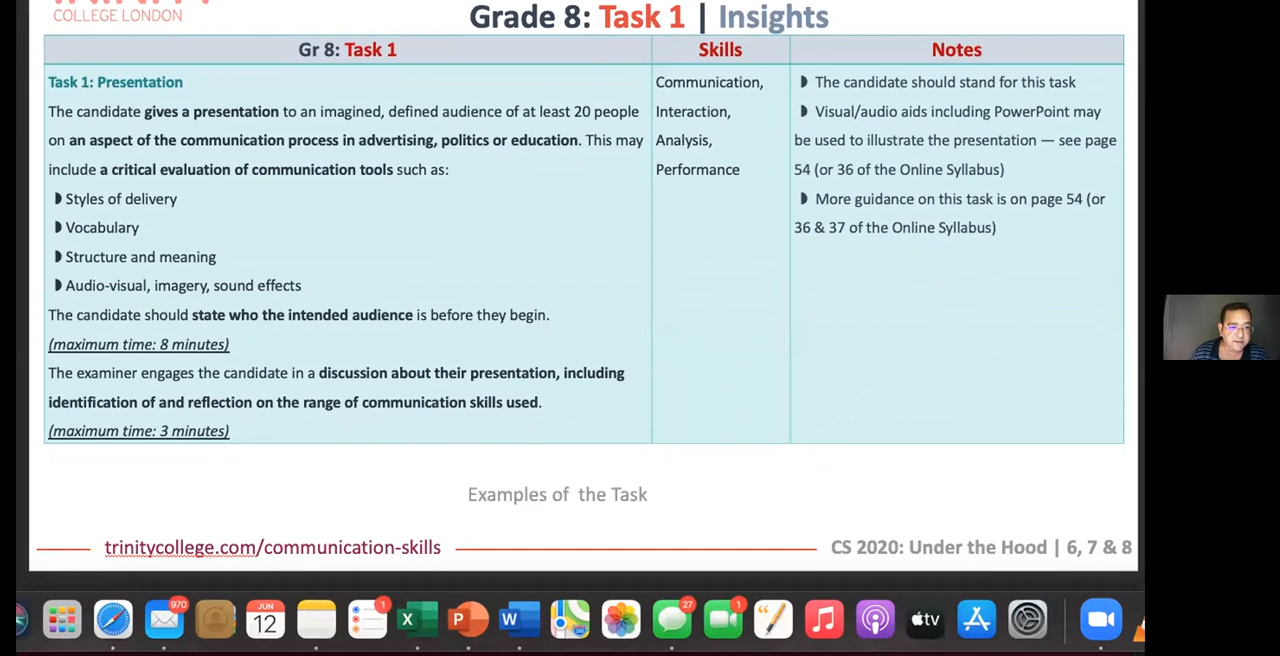 COLLEGE LONDON
Grade 8: Task 1 | Insights
Gr 8: Task 1
Skills
Notes
Task 1: Presentation
The candidate gives a presentation to an imagined, defined audience of at least 20 people
on an aspect of the communication process in advertising, politics or education. This may
include a critical evaluation of communication tools such as:
◗ Styles of delivery
◗ Vocabulary
◗ Structure and meaning
◗ Audio-visual, imagery, sound effects
The candidate should state who the intended audience is before they begin.
(maximum time: 8 minutes)
The examiner engages the candidate in a discussion about their presentation, including
identification of and reflection on the range of communication skills used.
(maximum time: 3 minutes)
Communication,
Interaction,
Analysis,
Performance
◗ The candidate should stand for this task
◗ Visual/audio aids including PowerPoint may
be used to illustrate the presentation — see page
54 (or 36 of the Online Syllabus)
◗ More guidance on this task is on page 54 (or
36 & 37 of the Online Syllabus)
Examples of the Task
trinitycollege.com/communication-skills
CS 2020: Under the Hood | 6, 7 & 8
970
JUN
12
1
X
P
W
27
1
tv